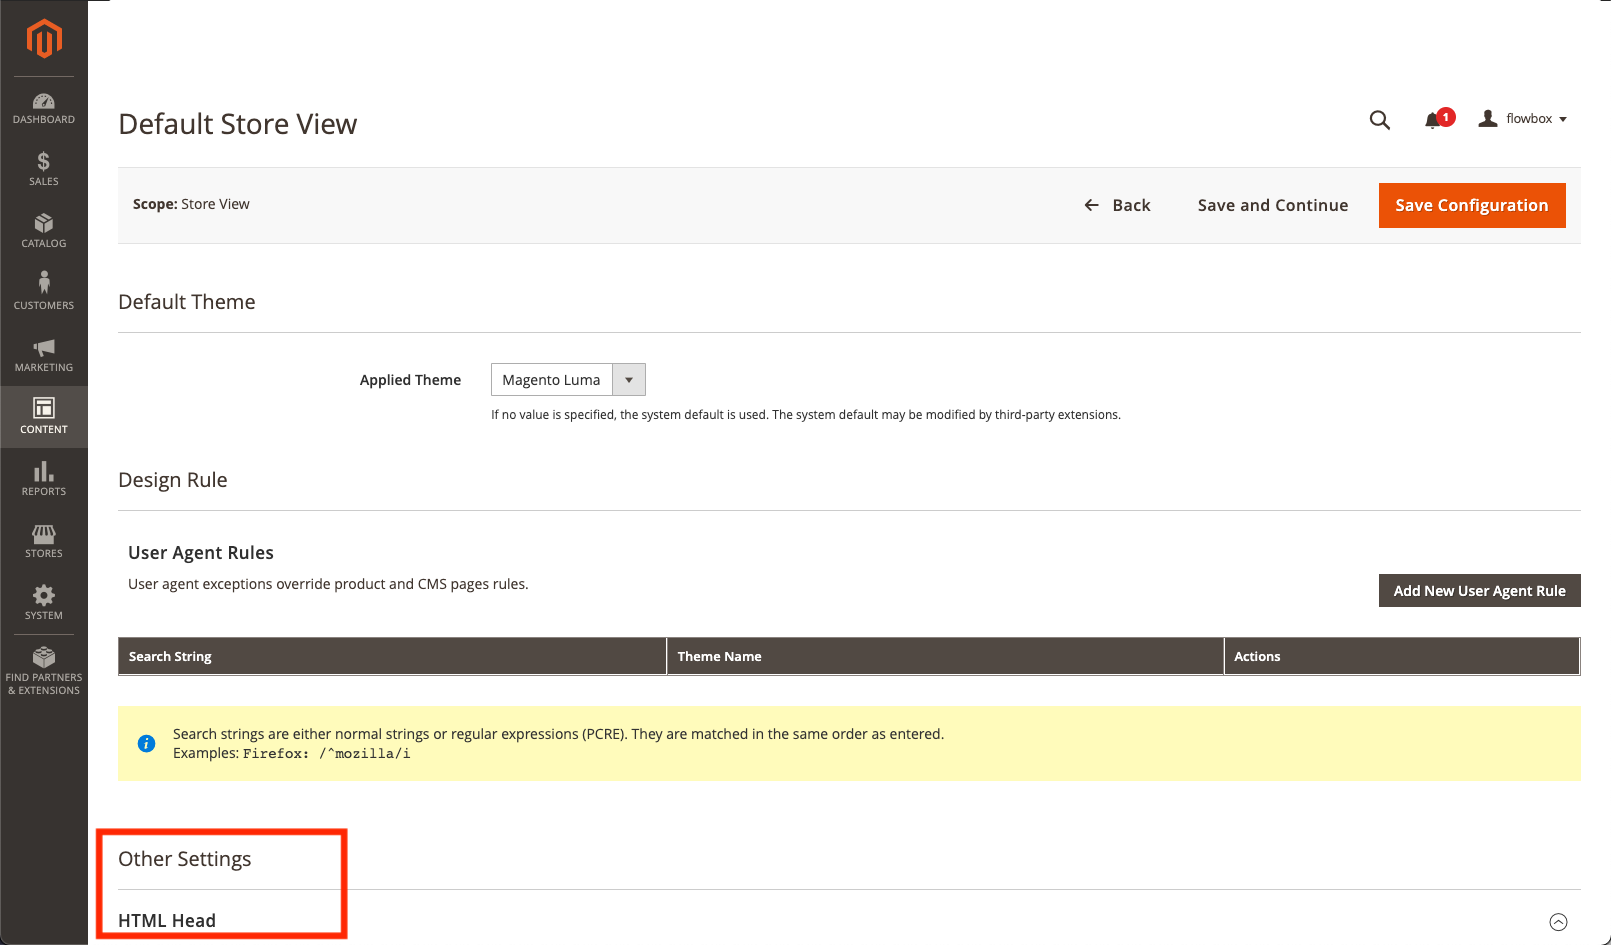 DASHBOARD
SALES
CATALOG
CUSTOMERS
MARKETING
CONTENT
REPORTS
STORES
SYSTEM
FIND PARTNERS
& EXTENSIONS
Default Store View
1
flowbox
Scope: Store View
Back
Save and Continue
Save Configuration
Default Theme
Applied Theme
Magento Luma
If no value is specified, the system default is used. The system default may be modified by third-party extensions.
Design Rule
User Agent Rules
User agent exceptions override product and CMS pages rules.
Add New User Agent Rule
Search String
Theme Name
Actions
Search strings are either normal strings or regular expressions (PCRE). They are matched in the same order as entered.
Examples: Firefox: /^mozilla/i
Other Settings
HTML Head